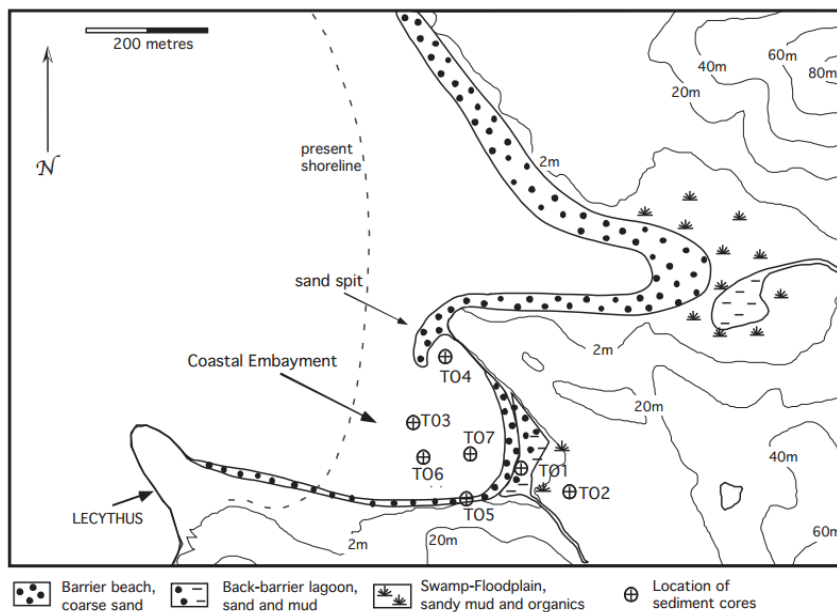 200 metres
N
present
shoreline
40m
60m
80m
20m
2m
sand spit
2m
TO4
20m
Coastal Embayment
TO3
TO7
TO6
TO1
TO2
TO5
40m
LECYTHUS
2m
20m
60m
Barrier beach,
coarse sand
Back-barrier lagoon,
sand and mud
Swamp-Floodplain,
sandy mud and organics
Location of
sediment cores